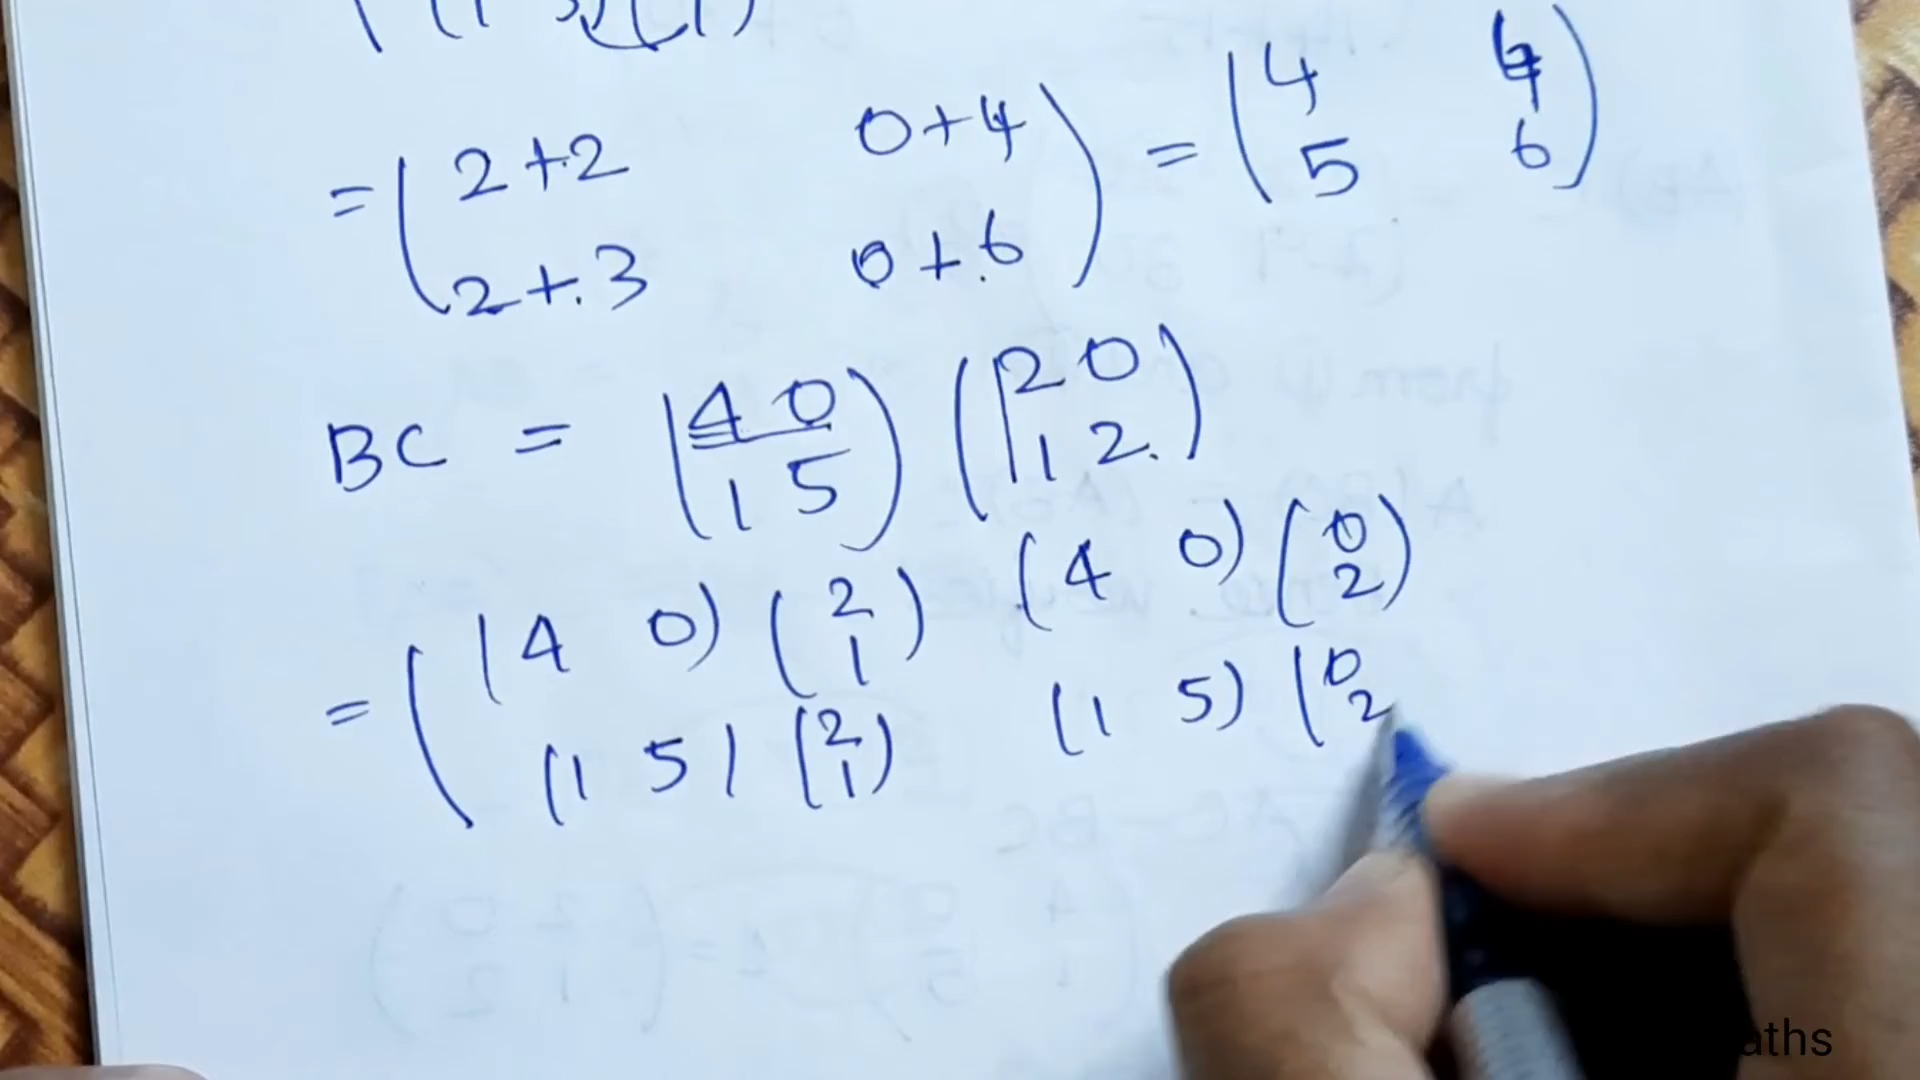 = ( 2+2 0+4 ) = ( 4 4 )
( 2+3 0+6 ) ( 5 6 )
BC = ( 4 0 ) ( 2 0 )
( 1 5 ) ( 1 2 )
= ( (4 0) ( 2 1 ) (4 0) ( 0 2 )
(1 5) ( 2 1 ) (1 5) ( 0 2
aths